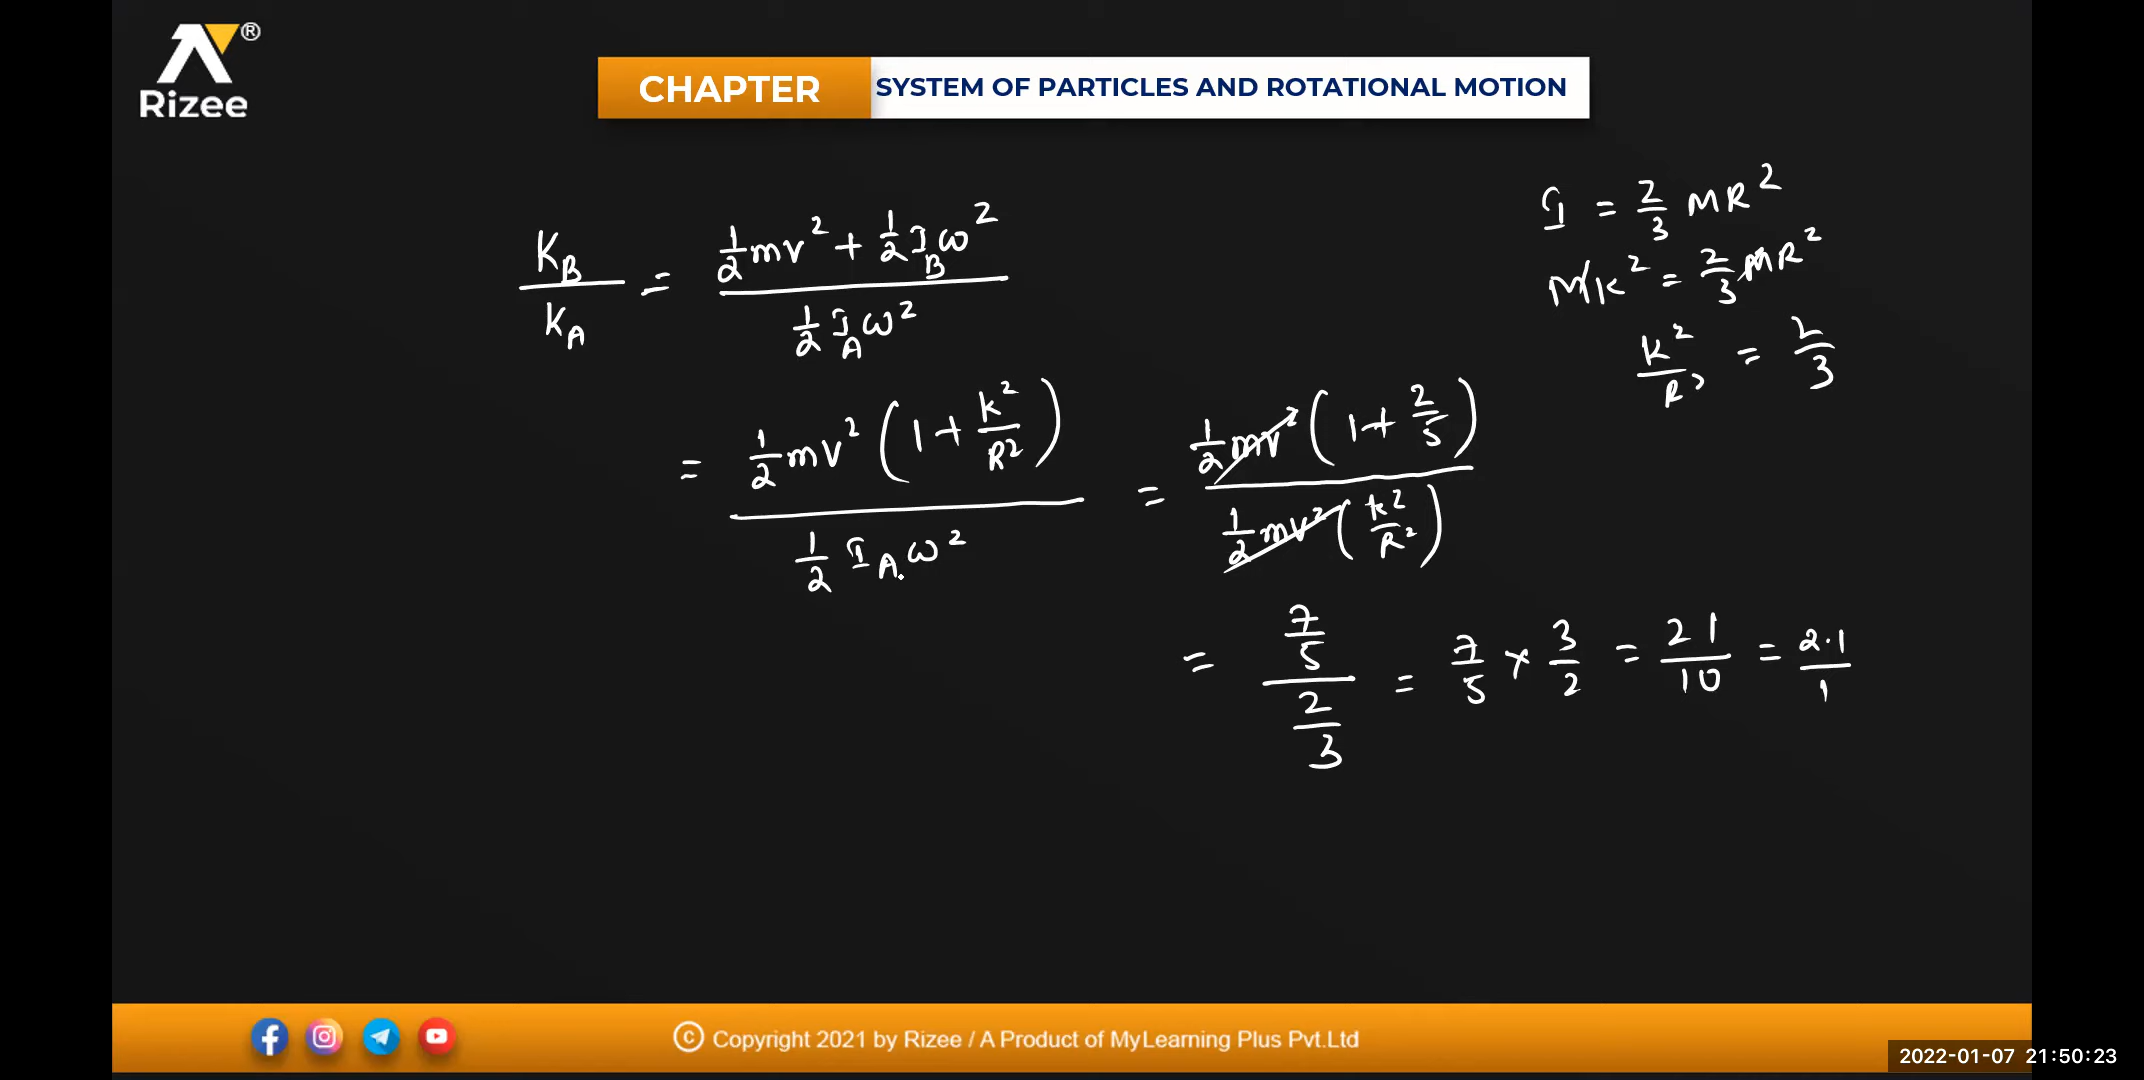 Rizee
®
CHAPTER SYSTEM OF PARTICLES AND ROTATIONAL MOTION
K_B/K_A = (1/2 mv² + 1/2 I_B ω²)/(1/2 I_A ω²)
I = 2/3 MR²
MK² = 2/3 MR²
K²/R² = 2/3
= (1/2 mv² (1 + K²/R²))/(1/2 I_A ω²) = (1/2 mv² (1 + 2/5))/(1/2 mv² (K²/R²))
= (7/5)/(2/3) = 7/5 × 3/2 = 21/10 = 2.1/1
© Copyright 2021 by Rizee / A Product of MyLearning Plus Pvt.Ltd
2022-01-07 21:50:23